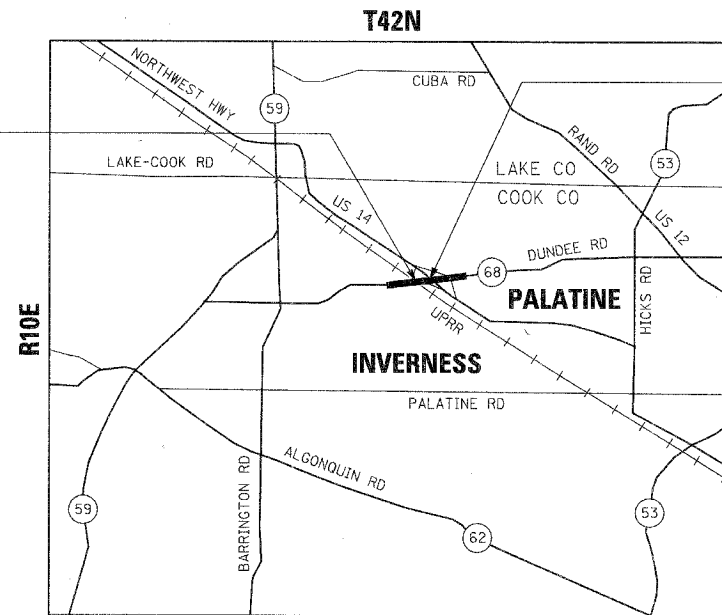 T42N
NORTHWEST HWY
59
CUBA RD
RAND RD
53
LAKE-COOK RD
LAKE CO
COOK CO
US 14
US 12
DUNDEE RD
68
PALATINE
HICKS RD
UPRR
R10E
INVERNESS
PALATINE RD
ALGONQUIN RD
BARRINGTON RD
59
62
53